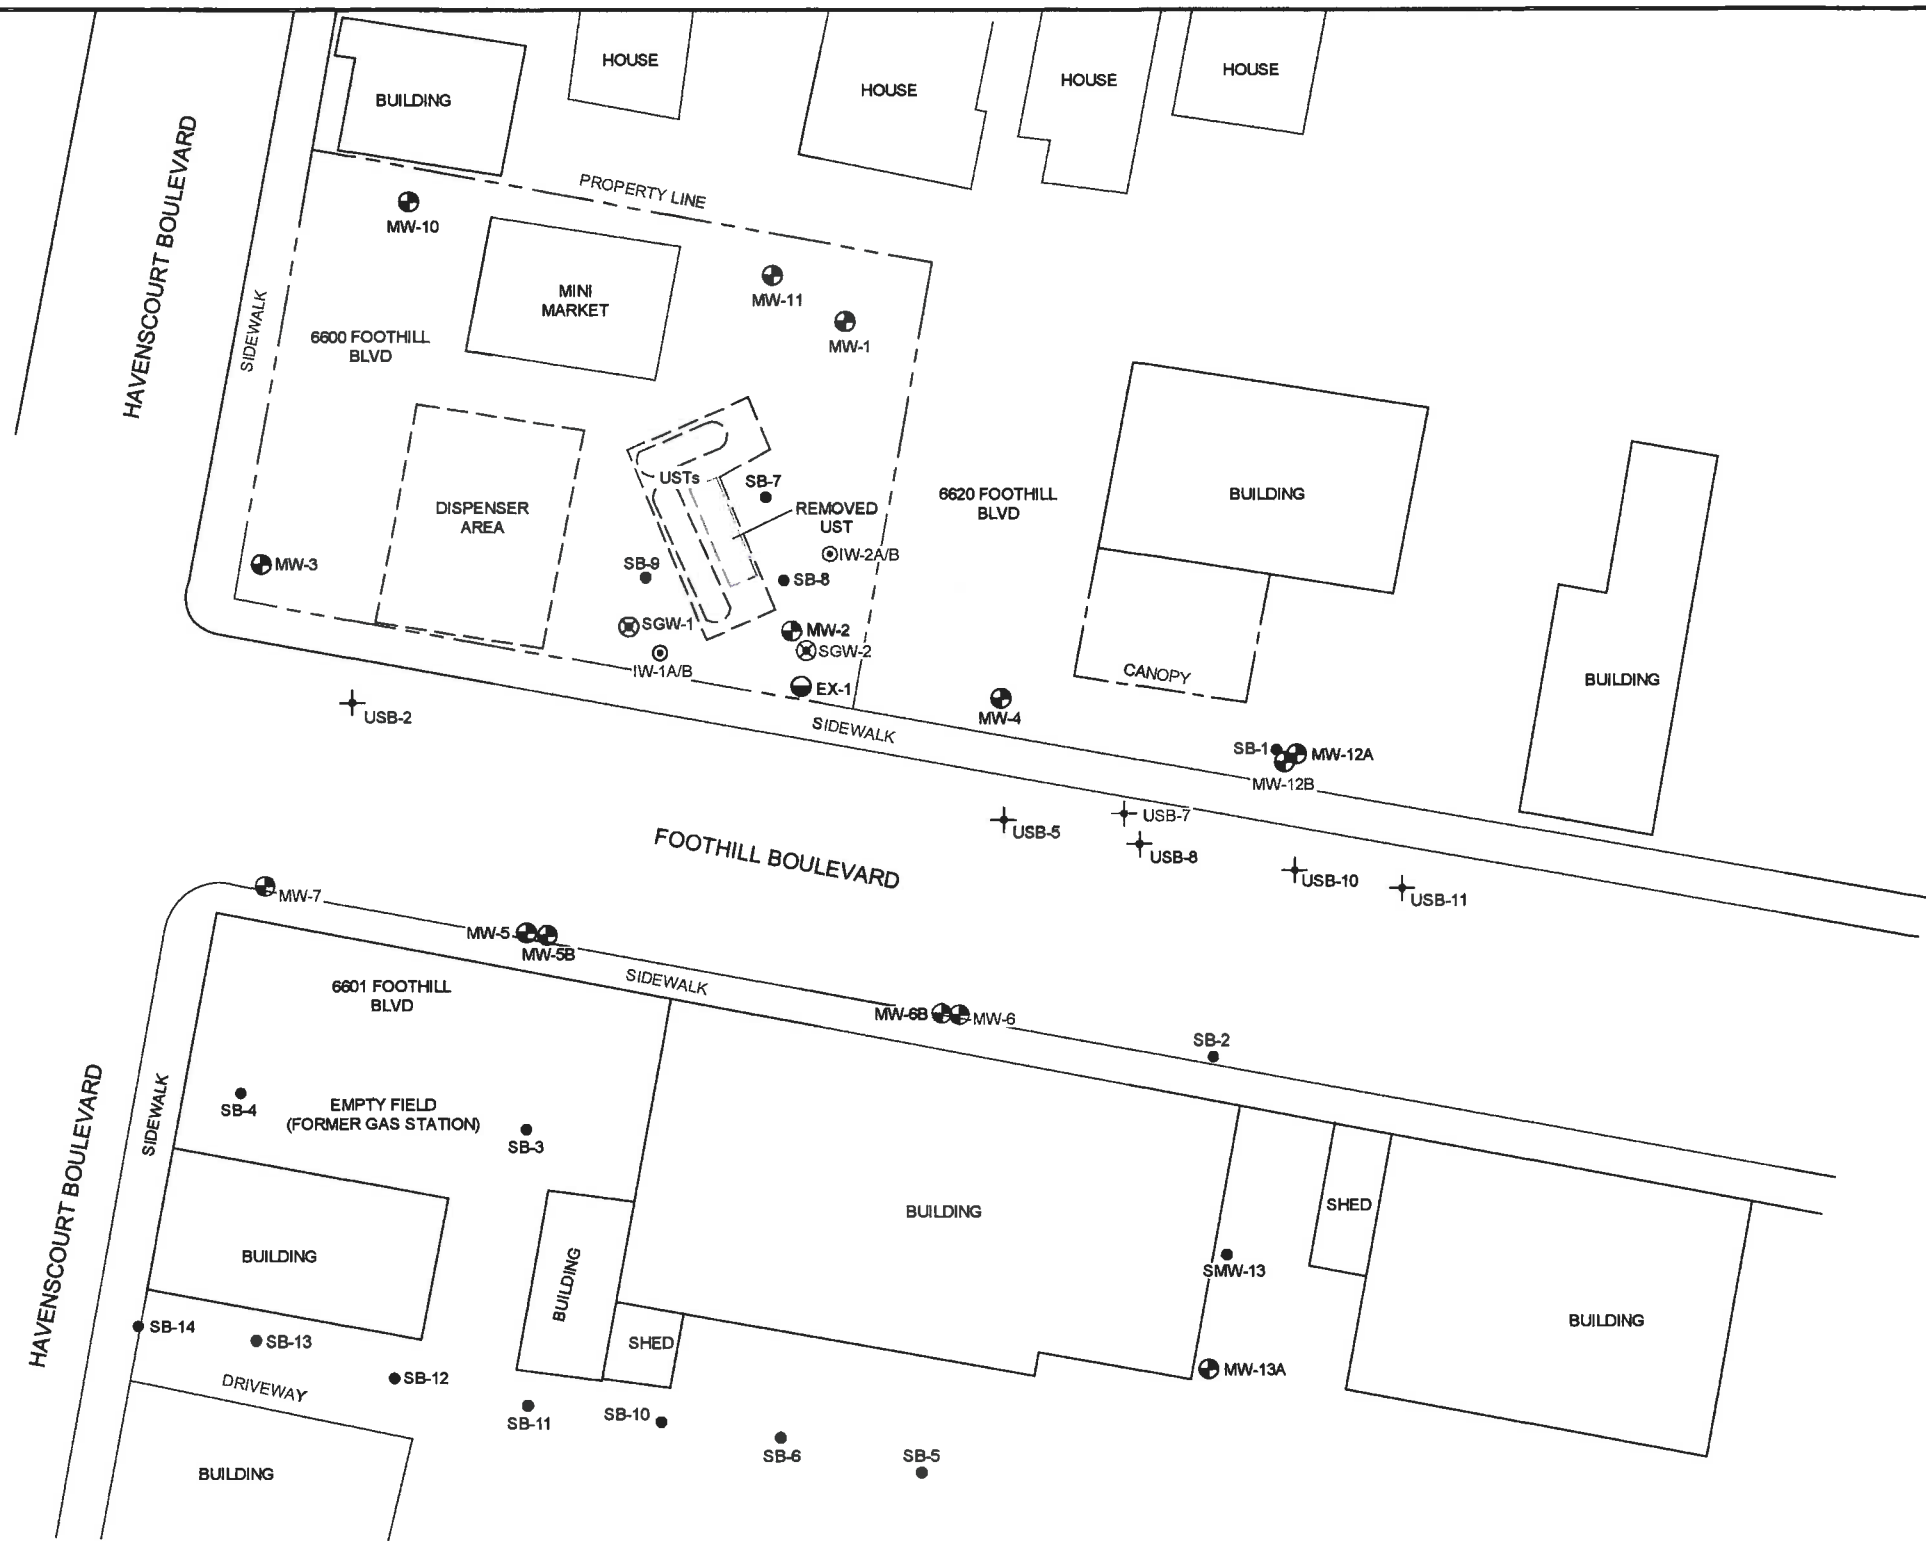 HOUSE
HOUSE
HOUSE
HOUSE
BUILDING
HAVENSCOURT BOULEVARD
PROPERTY LINE
MW-10
MINI
MARKET
MW-11
MW-1
SIDEWALK
6600 FOOTHILL
BLVD
DISPENSER
AREA
USTs
SB-7
REMOVED
UST
6620 FOOTHILL
BLVD
BUILDING
IW-2A/B
SB-9
SB-8
MW-3
SGW-1
MW-2
SGW-2
IW-1A/B
EX-1
CANOPY
BUILDING
USB-2
MW-4
SIDEWALK
SB-1
MW-12A
MW-12B
USB-5
USB-7
USB-8
USB-10
USB-11
FOOTHILL BOULEVARD
MW-7
MW-5
MW-5B
SIDEWALK
6601 FOOTHILL
BLVD
MW-6B
MW-6
SB-2
HAVENSCOURT BOULEVARD
SIDEWALK
SB-4
EMPTY FIELD
(FORMER GAS STATION)
SB-3
BUILDING
SHED
BUILDING
BUILDING
SMW-13
SB-14
SB-13
SHED
BUILDING
MW-13A
DRIVEWAY
SB-12
SB-11
SB-10
SB-6
SB-5
BUILDING